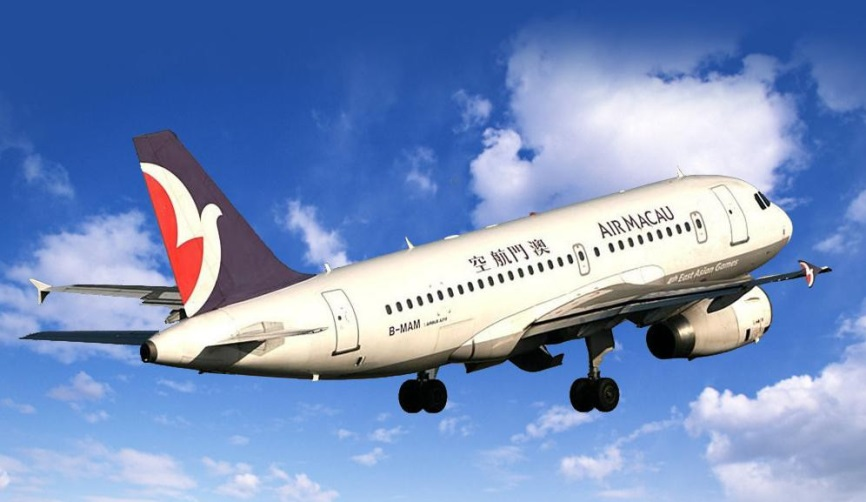 AIR MACAU
空航門澳
4th East Asian Games
B-MAM